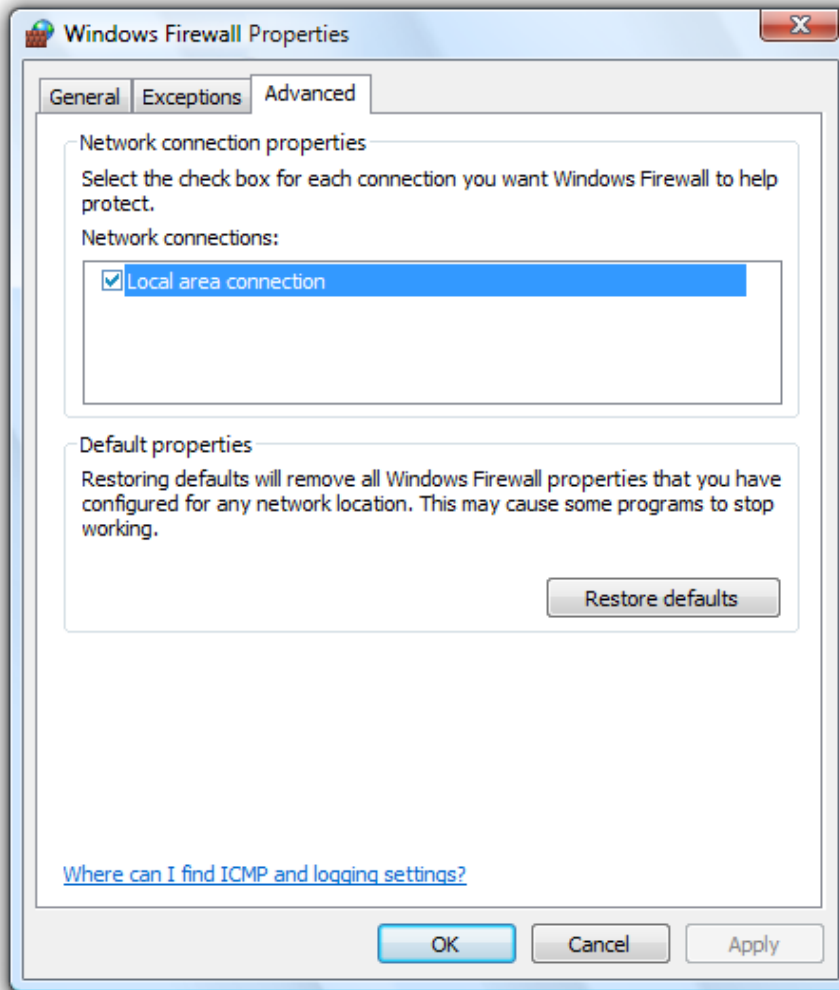 Windows Firewall Properties
General Exceptions Advanced
Network connection properties
Select the check box for each connection you want Windows Firewall to help
protect.
Network connections:
Local area connection
Default properties
Restoring defaults will remove all Windows Firewall properties that you have
configured for any network location. This may cause some programs to stop
working.
Restore defaults
Where can I find ICMP and logging settings?
OK Cancel Apply